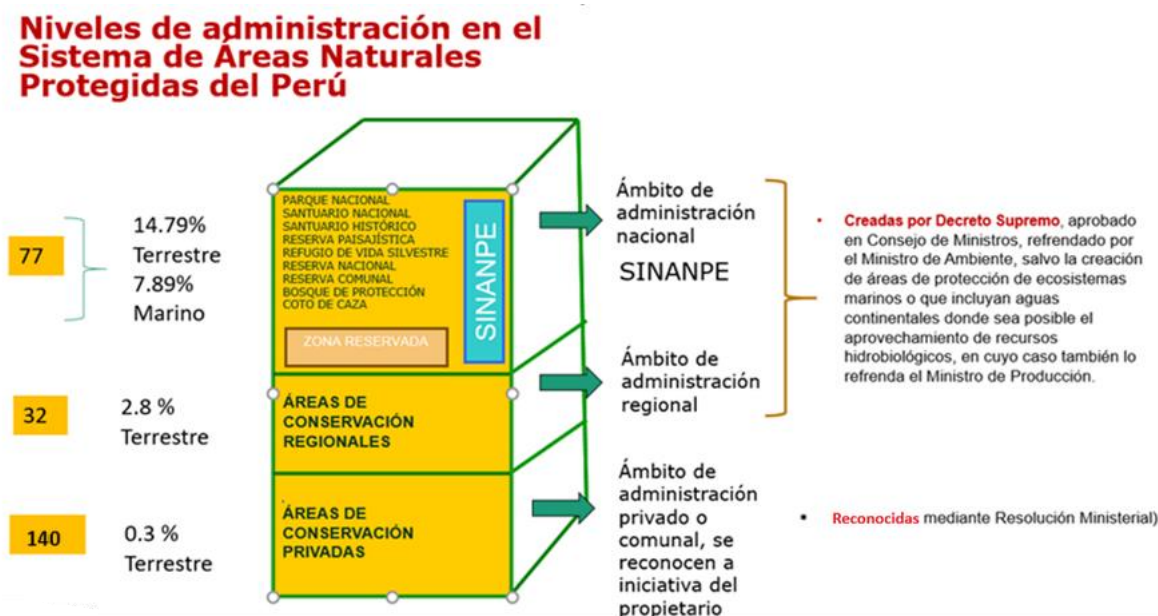 Niveles de administración en el
Sistema de Áreas Naturales
Protegidas del Perú
77
14.79%
Terrestre
7.89%
Marino
PARQUE NACIONAL
SANTUARIO NACIONAL
SANTUARIO HISTÓRICO
RESERVA PAISAJÍSTICA
REFUGIO DE VIDA SILVESTRE
RESERVA NACIONAL
RESERVA COMUNAL
BOSQUE DE PROTECCIÓN
COTO DE CAZA
ZONA RESERVADA
SINANPE
Ámbito de
administración
nacional
SINANPE
• Creadas por Decreto Supremo, aprobado
en Consejo de Ministros, refrendado por
el Ministro de Ambiente, salvo la creación
de áreas de protección de ecosistemas
marinos o que incluyan aguas
continentales donde sea posible el
aprovechamiento de recursos
hidrobiológicos, en cuyo caso también lo
refrenda el Ministro de Producción.
32
2.8 %
Terrestre
ÁREAS DE
CONSERVACIÓN
REGIONALES
Ámbito de
administración
regional
140
0.3 %
Terrestre
ÁREAS DE
CONSERVACIÓN
PRIVADAS
Ámbito de
administración
privado o
comunal, se
reconocen a
iniciativa del
propietario
• Reconocidas mediante Resolución Ministerial)